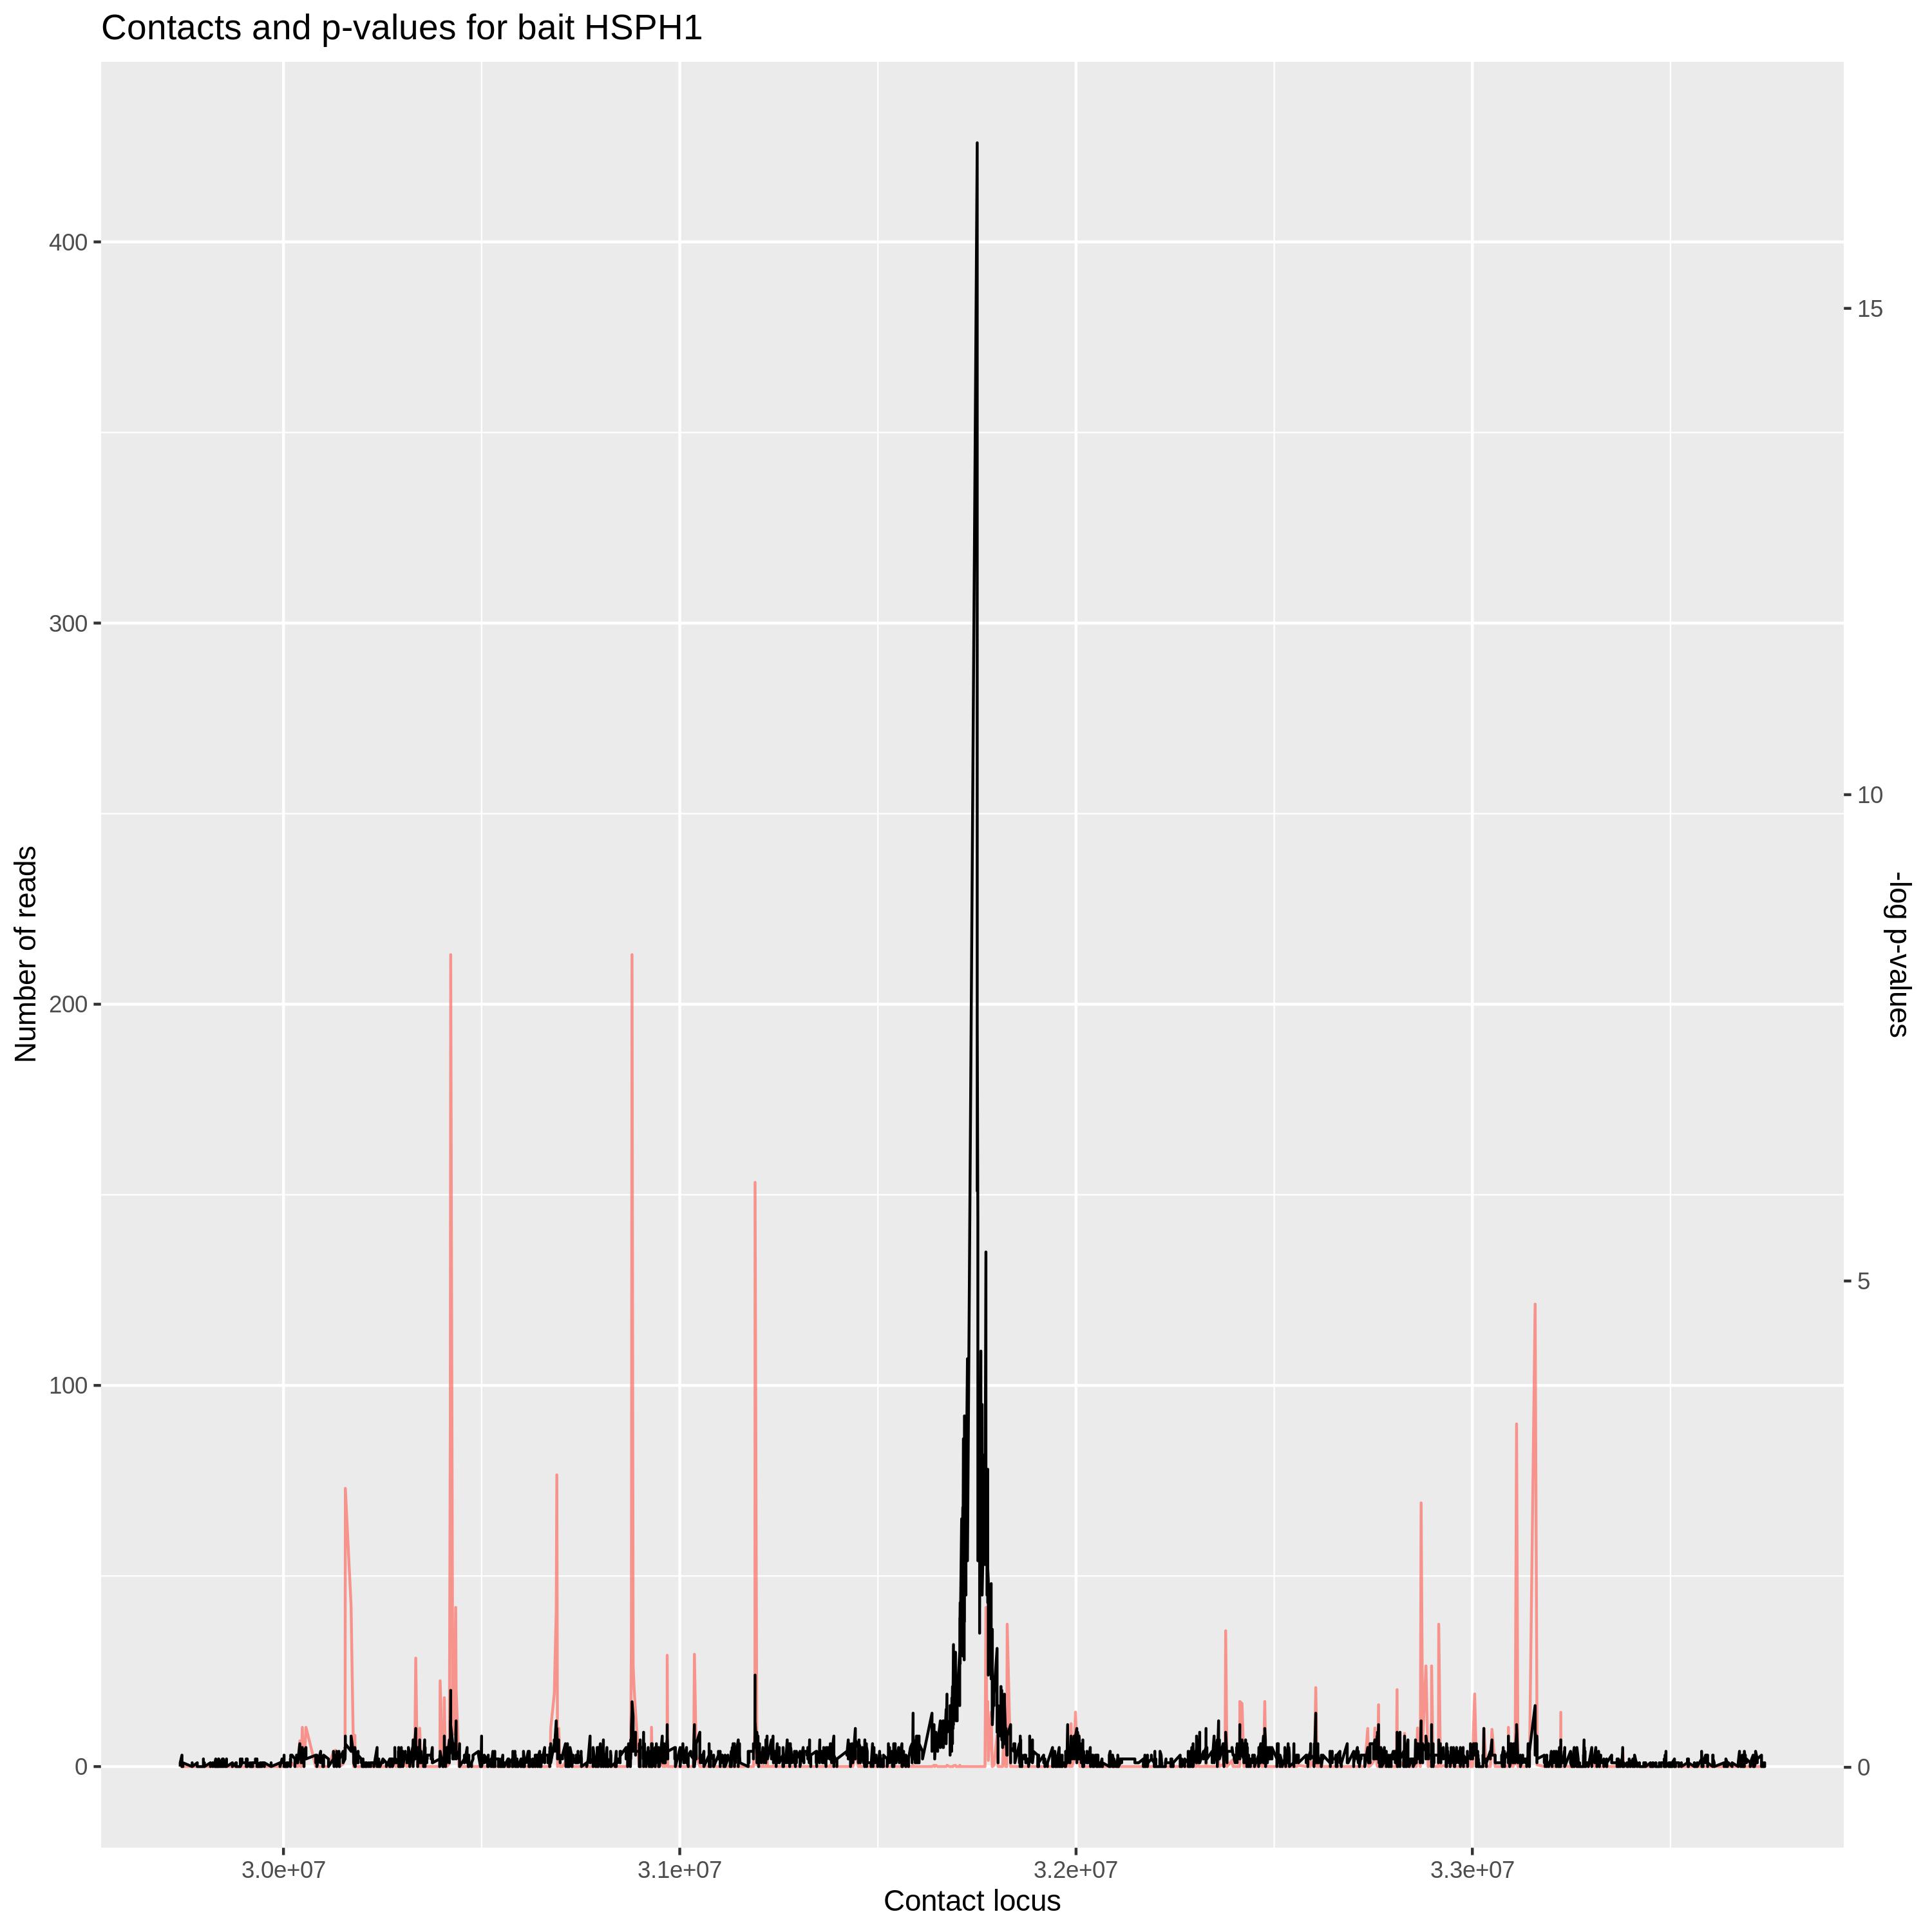 Contacts and p-values for bait HSPH1
400
300
200
100
0
Number of reads
15
10
5
0
-log p-values
3.0e+07
3.1e+07
3.2e+07
3.3e+07
Contact locus